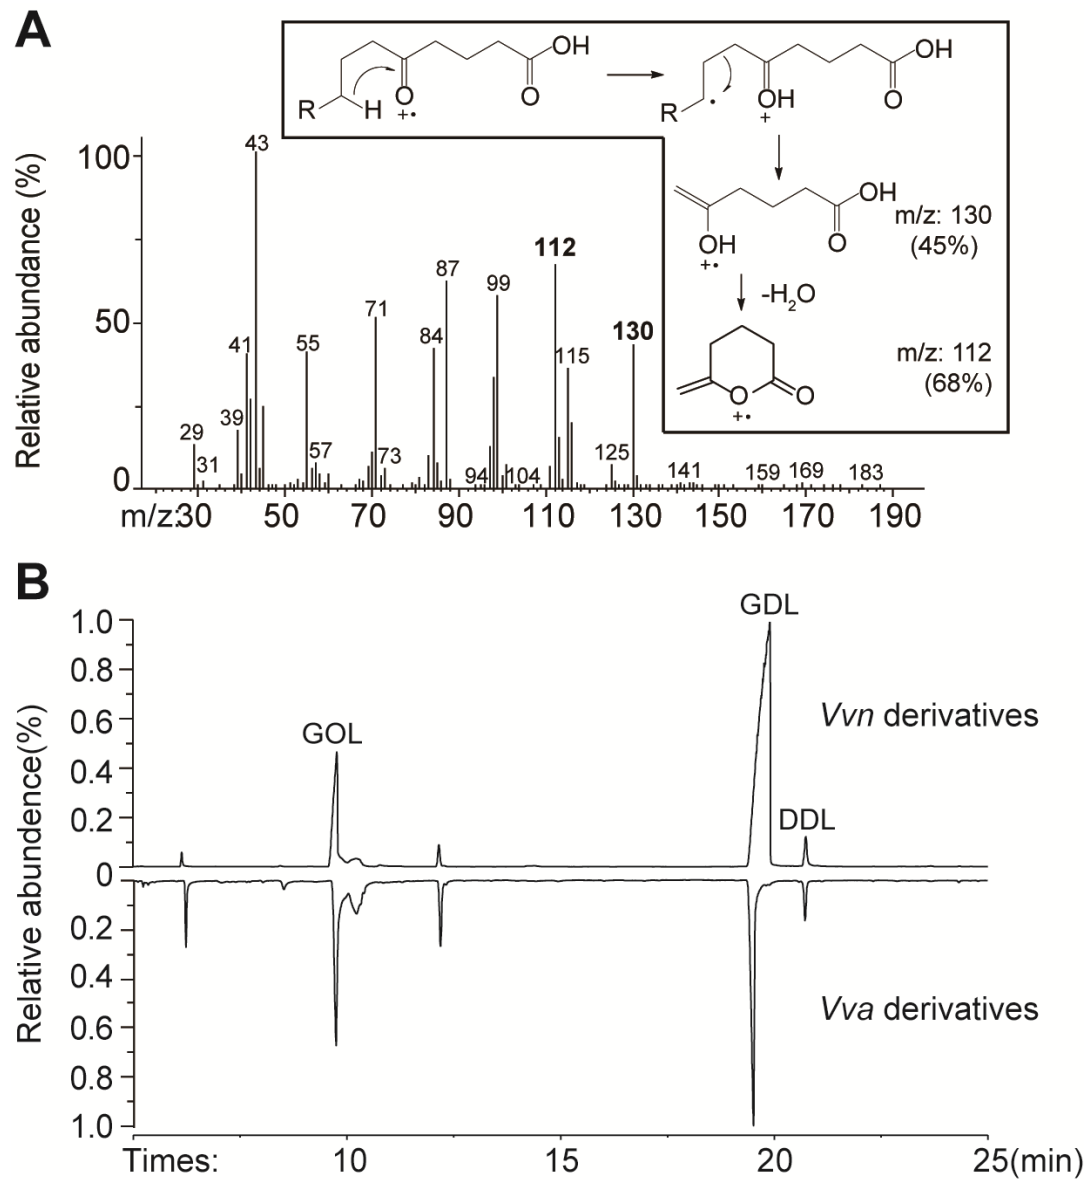 A
OH
O
+•
R
H
OH
O
OH
+
R
•
OH
O
OH
+•
m/z: 130
(45%)
-H2O
O
O
+•
m/z: 112
(68%)
Relative abundance (%)
100
50
0
43
41
39
29
31
55
57
71
73
84
87
94
99
104
112
115
125
130
141
159
169
183
m/z:30 50 70 90 110 130 150 170 190
B
Relative abundence(%)
1.0
0.8
0.6
0.4
0.2
0
GOL
GDL
DDL
Vvn derivatives
0
0.2
0.4
0.6
0.8
1.0
Vva derivatives
Times: 10 15 20 25(min)